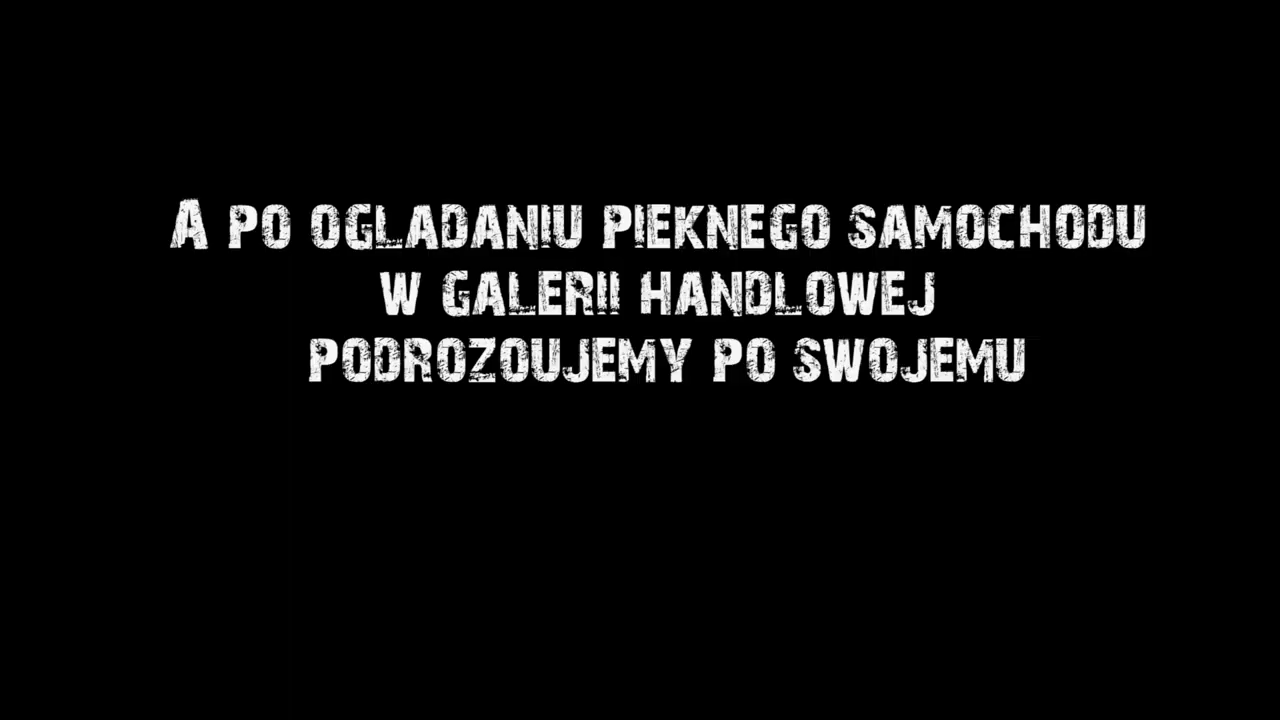 A PO OGLADANIU PIEKNEGO SAMOCHODU
W GALERII HANDLOWEJ
PODROZOUJEMY PO SWOJEMU